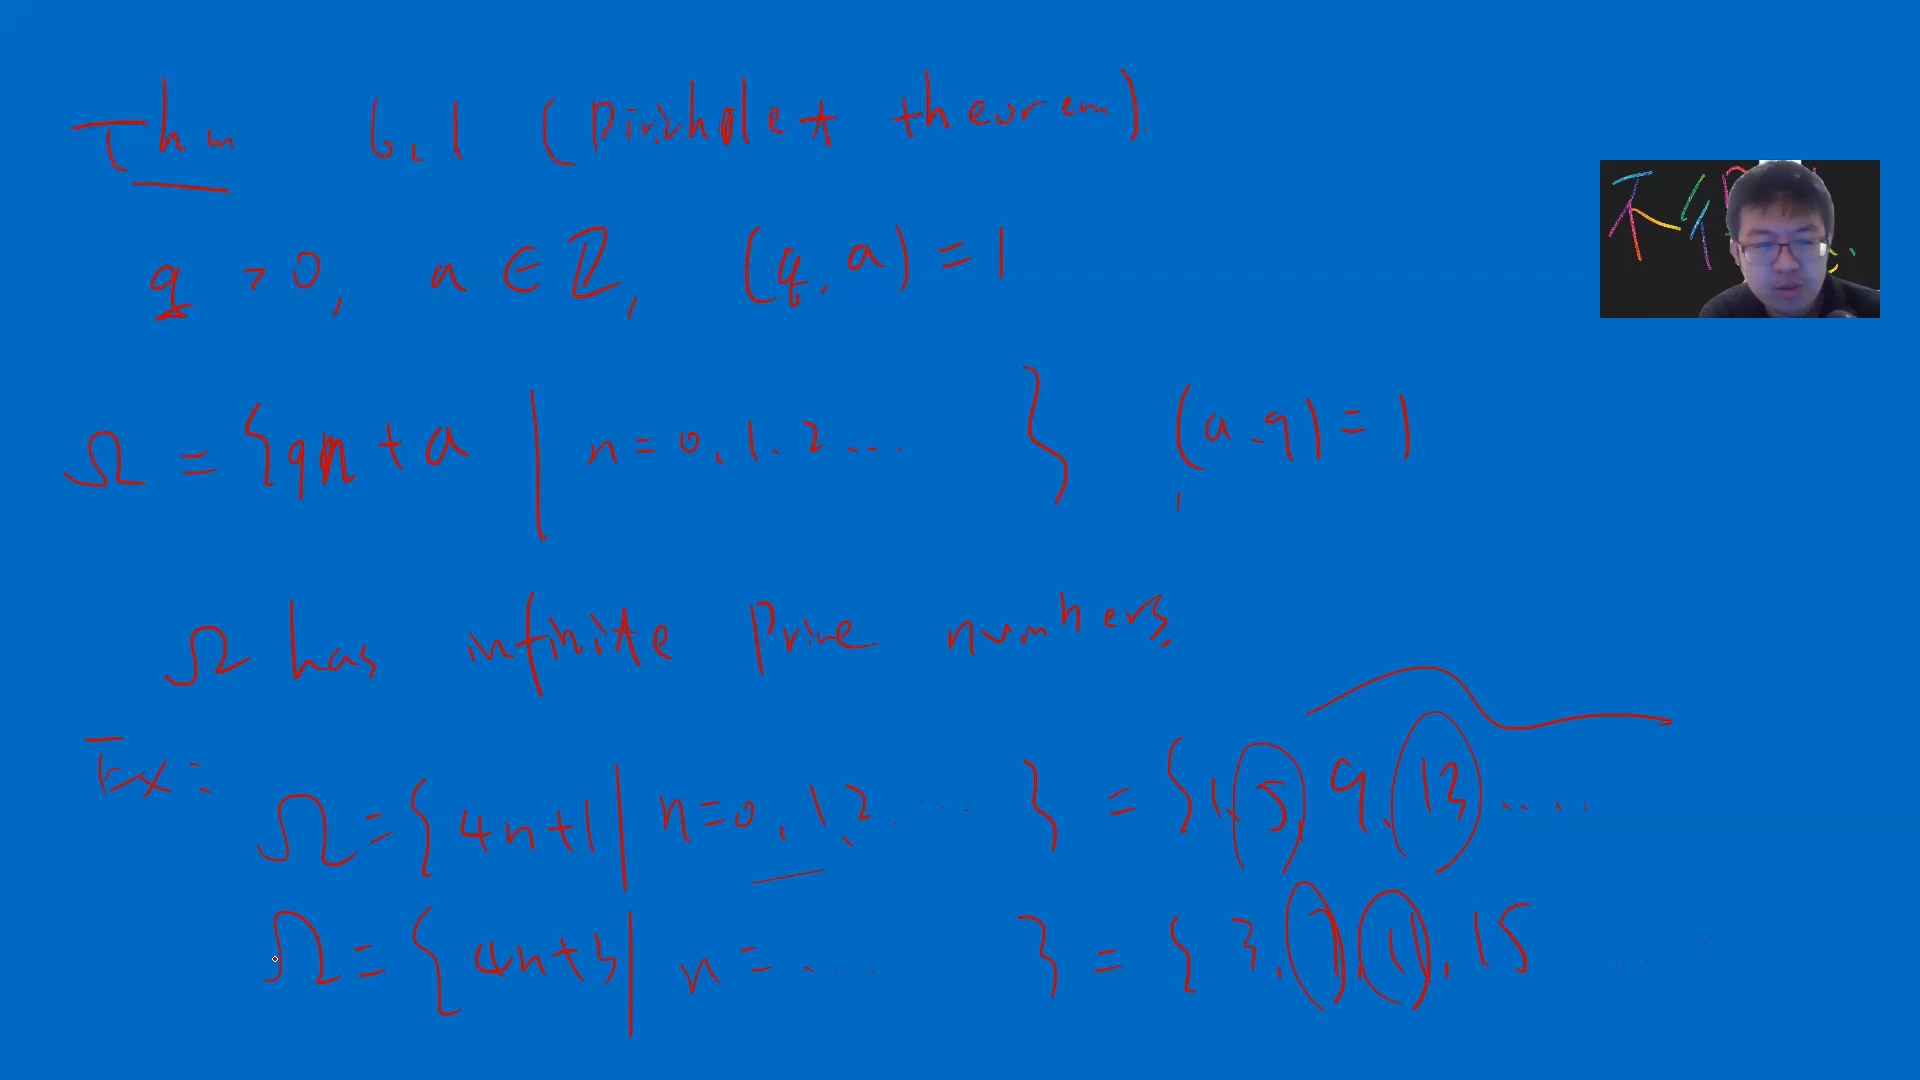 Thm 6.1 (Dirichlet theorem).
q > 0, a ∈ ℤ, (q, a) = 1
Ω = {qn + a | n = 0, 1, 2 ... } (a, q) = 1
Ω has infinite Prime numbers.
Ex: Ω = {4n+1 | n = 0, 1, 2, ... } = {1, 5, 9, 13 ....
Ω = {4n+3 | n = ... } = {3, 7, 11, 15 ...